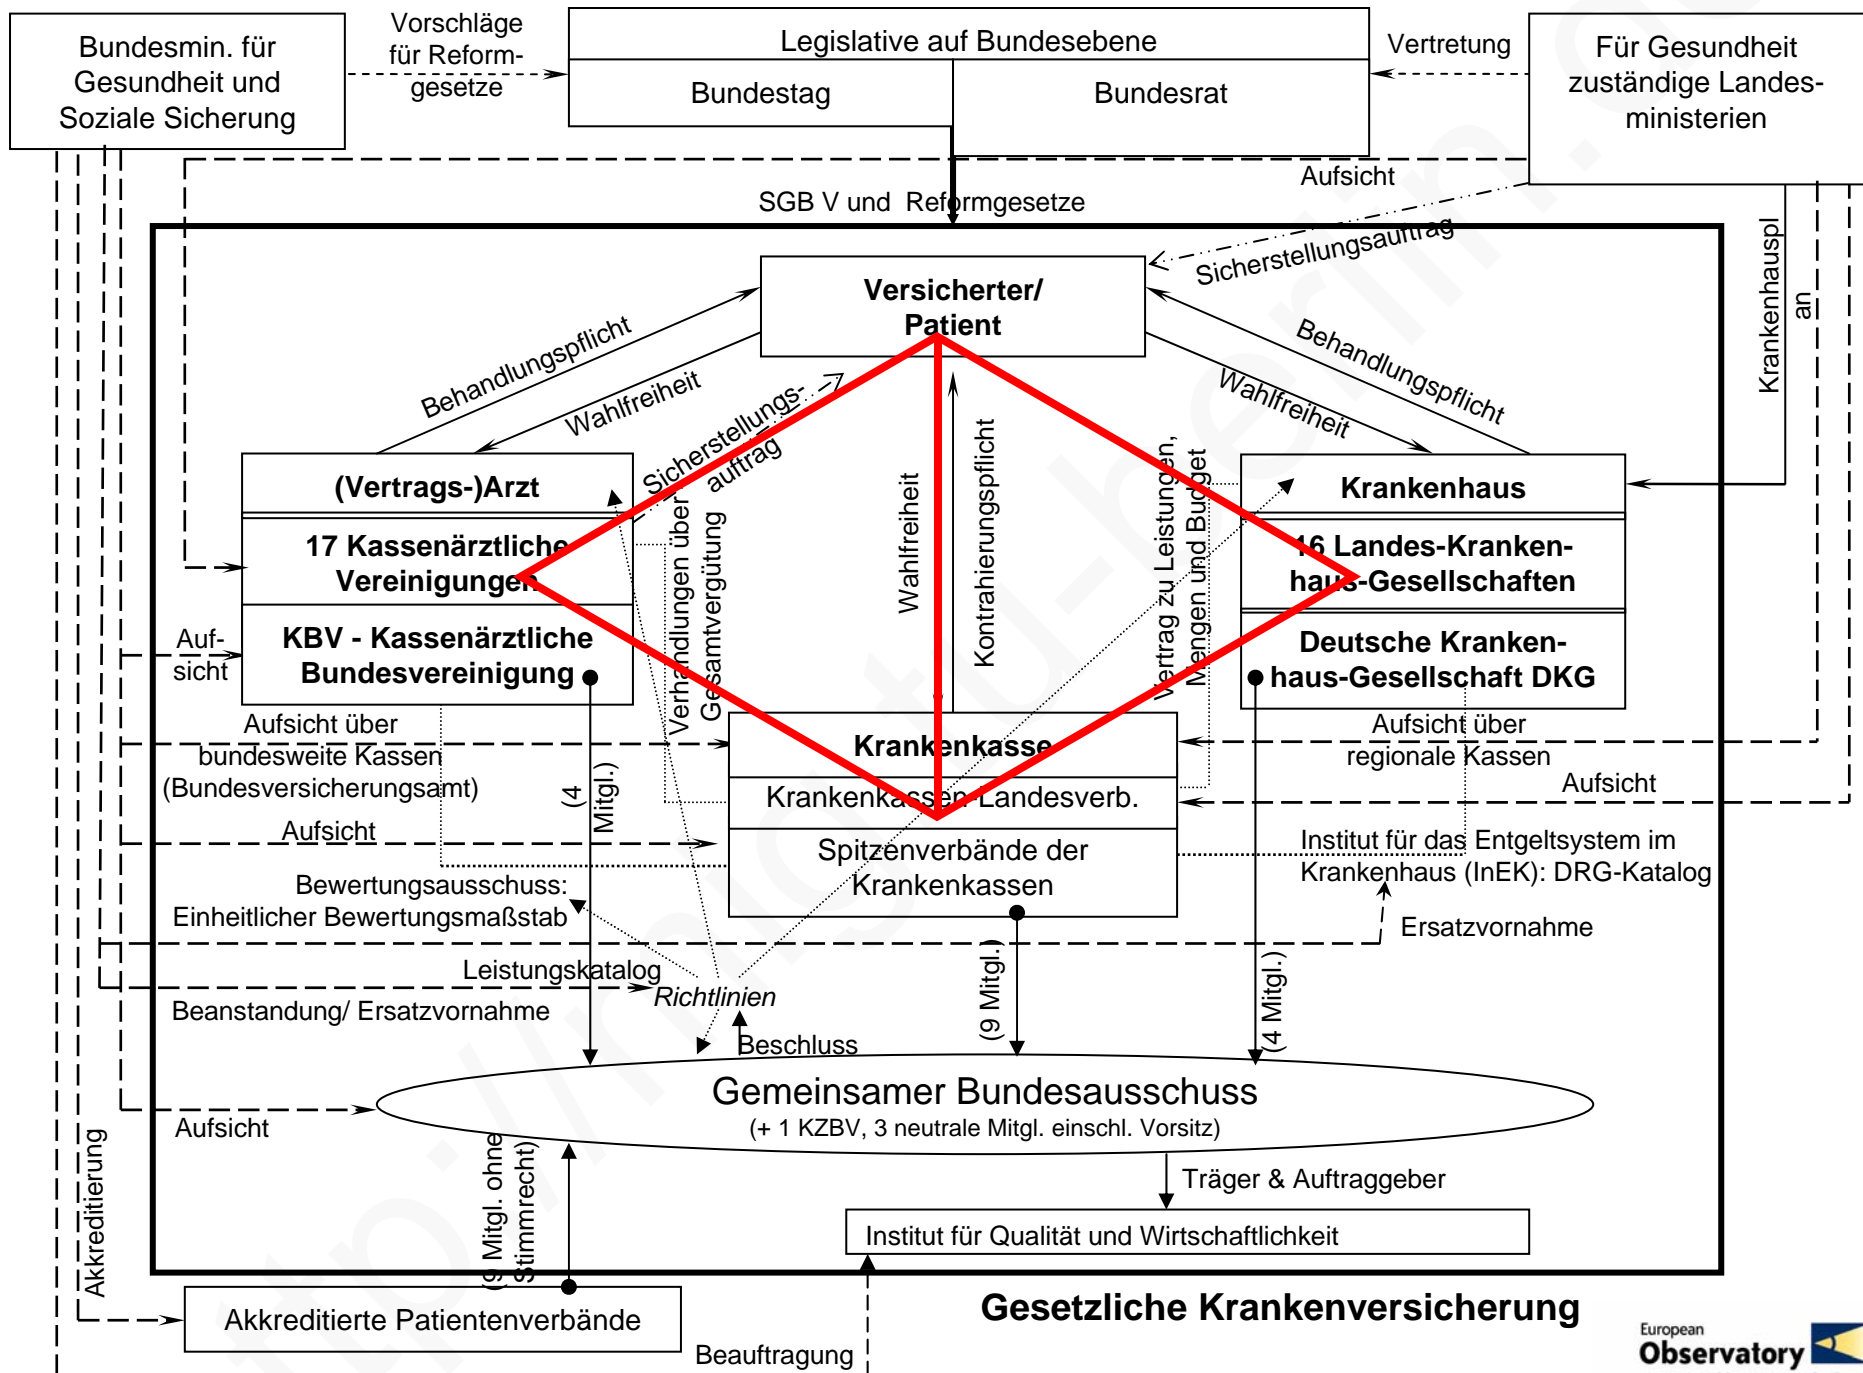 Bundesmin. für
Gesundheit und
Soziale Sicherung
Vorschläge
für Reform-
gesetze
Legislative auf Bundesebene
Bundestag
Bundesrat
Vertretung
Für Gesundheit
zuständige Landes-
ministerien
Aufsicht
SGB V und Reformgesetze
Sicherstellungsauftrag
Krankenhauspl
an
Versicherter/
Patient
Behandlungspflicht
Wahlfreiheit
Sicherstellungs-
auftrag
Behandlungspflicht
Wahlfreiheit
(Vertrags-)Arzt
17 Kassenärztliche
Vereinigungen
KBV - Kassenärztliche
Bundesvereinigung
Verhandlungen über
Gesamtvergütung
Wahlfreiheit
Kontrahierungspflicht
Vertrag zu Leistungen,
Mengen und Budget
Krankenhaus
16 Landes-Kranken-
haus-Gesellschaften
Deutsche Kranken-
haus-Gesellschaft DKG
Auf-
sicht
Aufsicht über
bundesweite Kassen
(Bundesversicherungsamt)
(4
Mitgl.)
Krankenkasse
Krankenkassen-Landesverb.
Spitzenverbände der
Krankenkassen
Aufsicht über
regionale Kassen
Aufsicht
Aufsicht
Institut für das Entgeltsystem im
Krankenhaus (InEK): DRG-Katalog
Bewertungsausschuss:
Einheitlicher Bewertungsmaßstab
Ersatzvornahme
Leistungskatalog
Richtlinien
Beanstandung/ Ersatzvornahme
(9 Mitgl.)
(4 Mitgl.)
Beschluss
Gemeinsamer Bundesausschuss
(+ 1 KZBV, 3 neutrale Mitgl. einschl. Vorsitz)
Aufsicht
Akkreditierung
(9 Mitgl. ohne
Stimmrecht)
Träger & Auftraggeber
Institut für Qualität und Wirtschaftlichkeit
Akkreditierte Patientenverbände
Gesetzliche Krankenversicherung
Beauftragung
European
Observatory